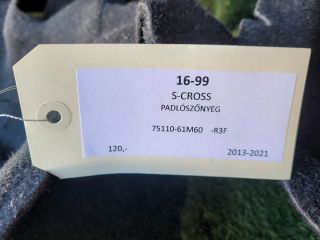 16-99
S-CROSS
PADLÓSZŐNYEG
75110-61M60 -R3F
120,- 2013-2021